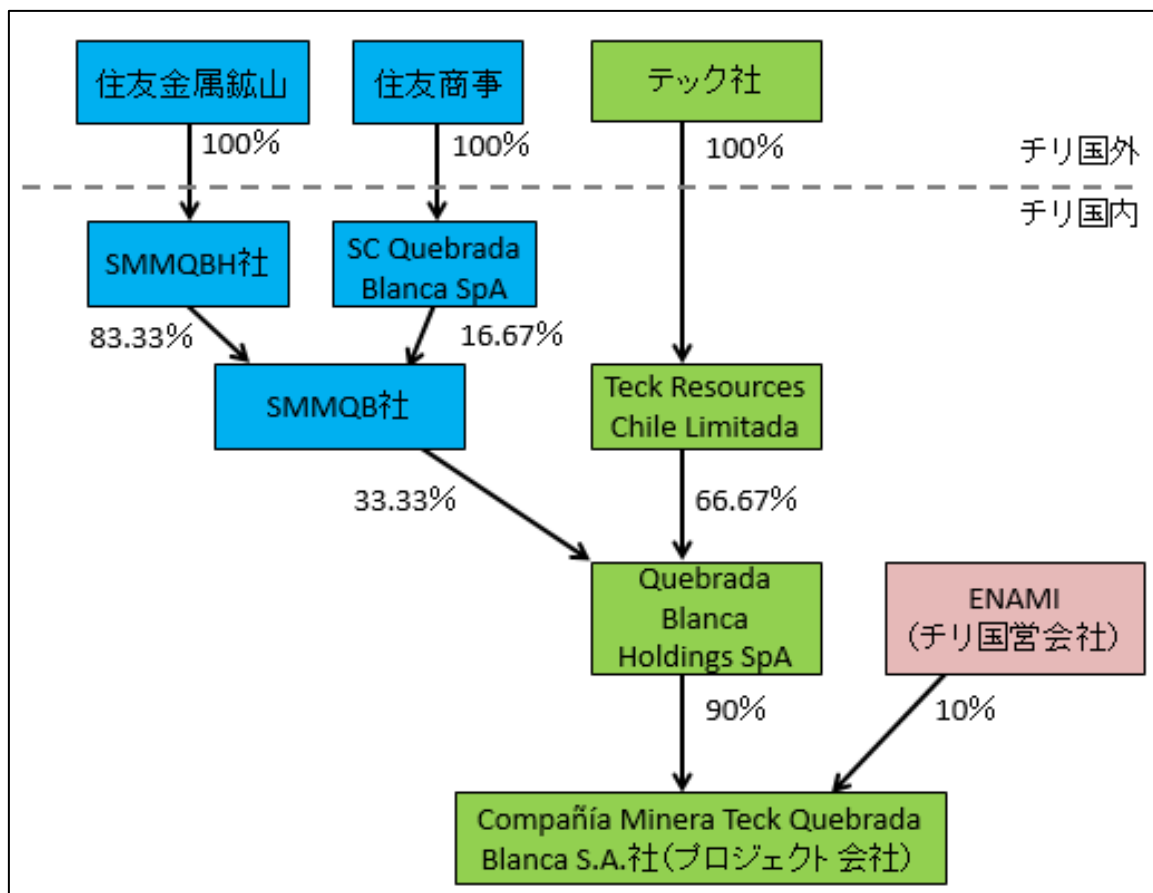 住友金属鉱山
住友商事
テック社
100%
100%
100%
チリ国外
チリ国内
SMMQBH社
SC Quebrada
Blanca SpA
83.33%
16.67%
SMMQB社
Teck Resources
Chile Limitada
33.33%
66.67%
Quebrada
Blanca
Holdings SpA
ENAMI
(チリ国営会社)
90%
10%
Compañía Minera Teck Quebrada
Blanca S.A.社(プロジェクト 会社)